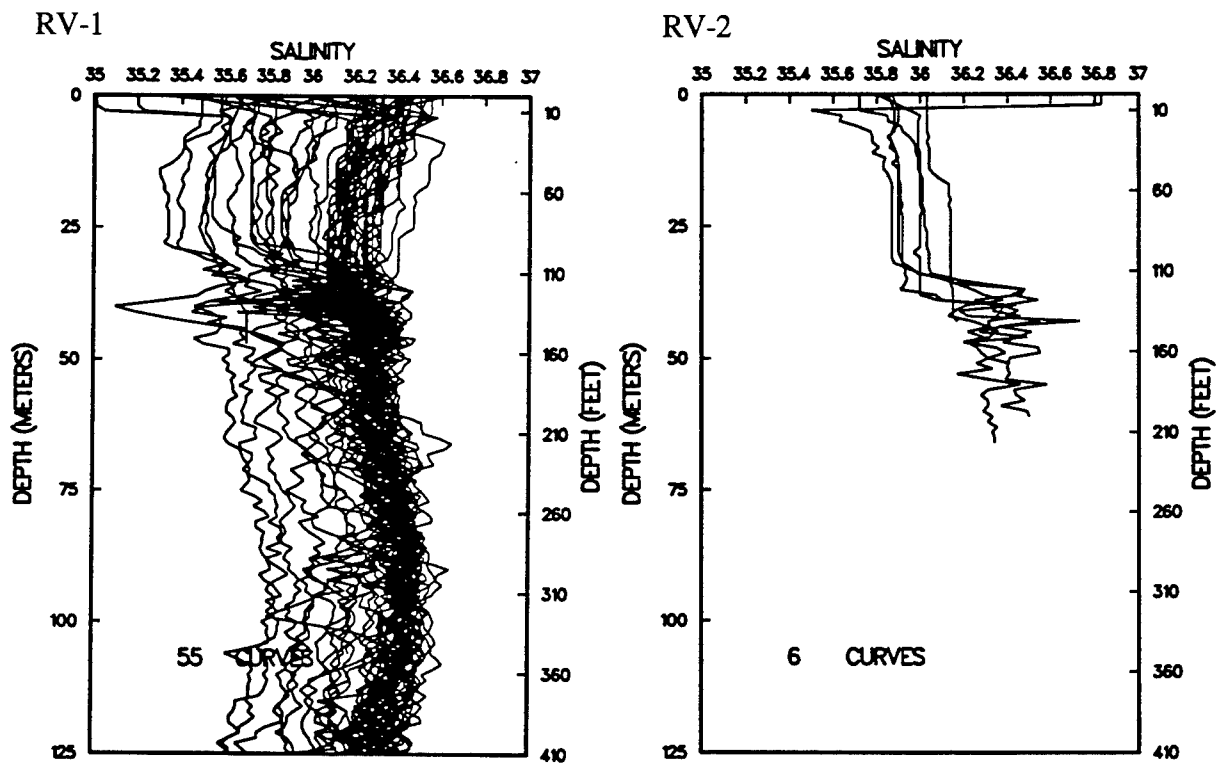 RV-1
SALINITY
35 35.2 35.4 35.6 35.8 36 36.2 36.4 36.6 36.8 37
0
25
50
75
100
125
DEPTH (METERS)
10
60
110
160
210
260
310
360
410
DEPTH (FEET)
55 CURVES
RV-2
SALINITY
35 35.2 35.4 35.6 35.8 36 36.2 36.4 36.6 36.8 37
0
25
50
75
100
125
DEPTH (METERS)
10
60
110
160
210
260
310
360
410
DEPTH (FEET)
6 CURVES